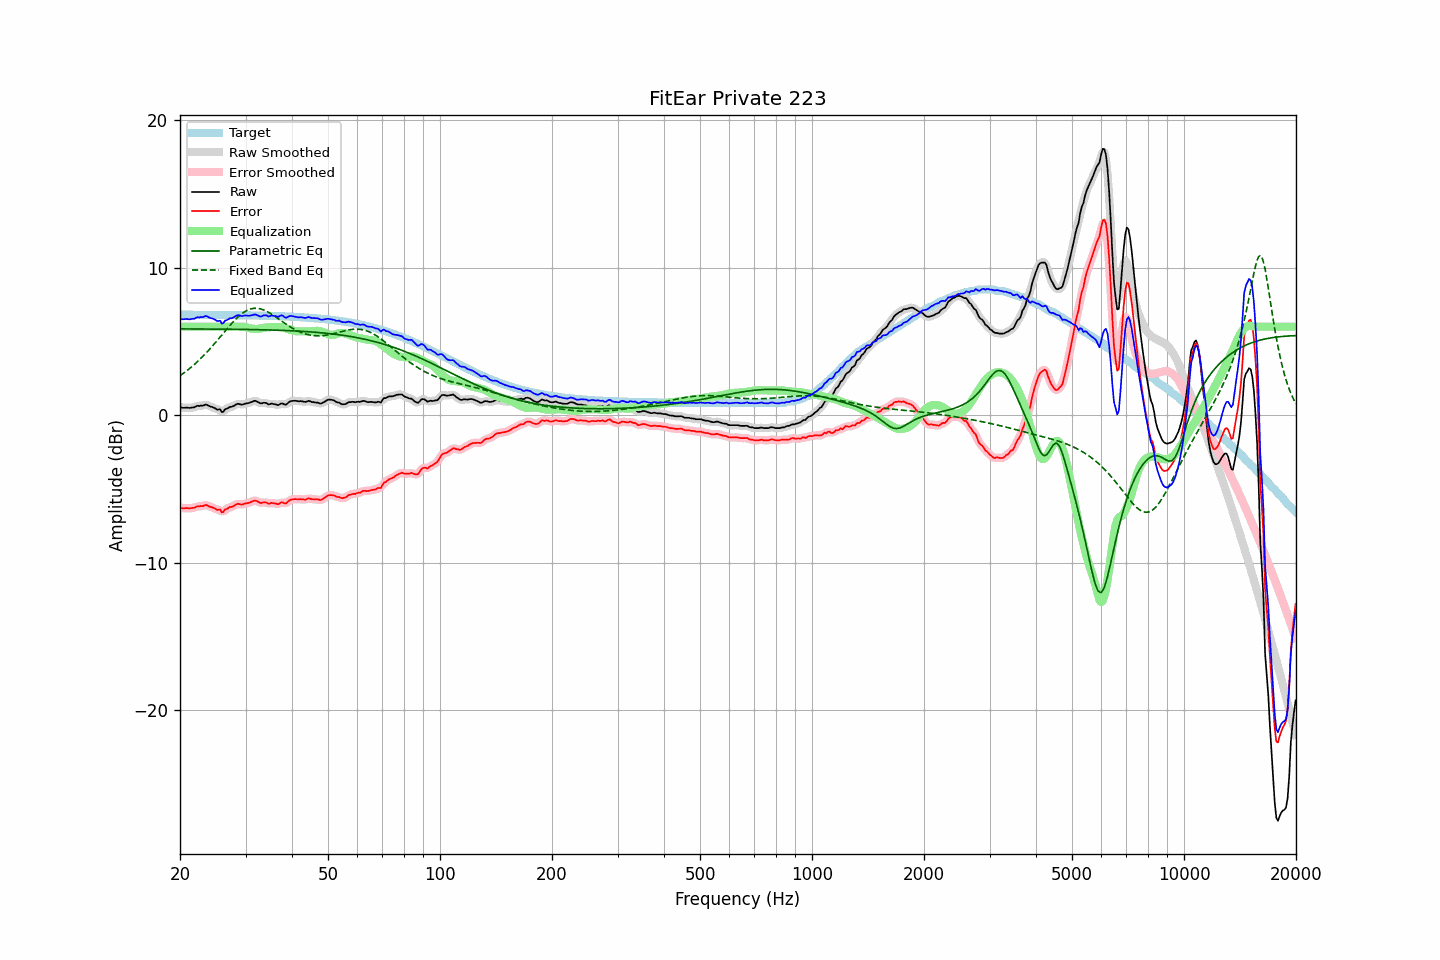 FitEar Private 223
20
10
0
−10
−20
Amplitude (dBr)
Target
Raw Smoothed
Error Smoothed
Raw
Error
Equalization
Parametric Eq
Fixed Band Eq
Equalized
20 50 100 200 500 1000 2000 5000 10000 20000
Frequency (Hz)